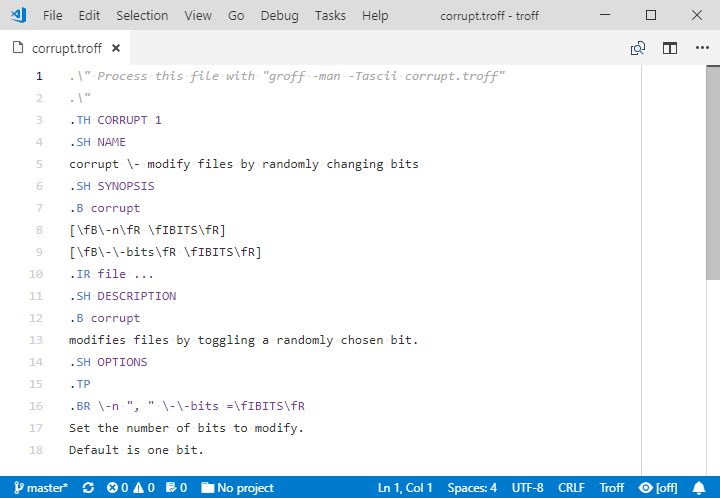 File Edit Selection View Go Debug Tasks Help corrupt.troff - troff
corrupt.troff
1 .\" Process this file with "groff -man -Tascii corrupt.troff"
2 .\"
3 .TH CORRUPT 1
4 .SH NAME
5 corrupt \- modify files by randomly changing bits
6 .SH SYNOPSIS
7 .B corrupt
8 [\fB\-n\fR \fIBITS\fR]
9 [\fB\-\-bits\fR \fIBITS\fR]
10 .IR file ...
11 .SH DESCRIPTION
12 .B corrupt
13 modifies files by toggling a randomly chosen bit.
14 .SH OPTIONS
15 .TP
16 .BR \-n ", " \-\-bits =\fIBITS\fR
17 Set the number of bits to modify.
18 Default is one bit.
master* 0 0 0 No project Ln 1, Col 1 Spaces: 4 UTF-8 CRLF Troff [off]